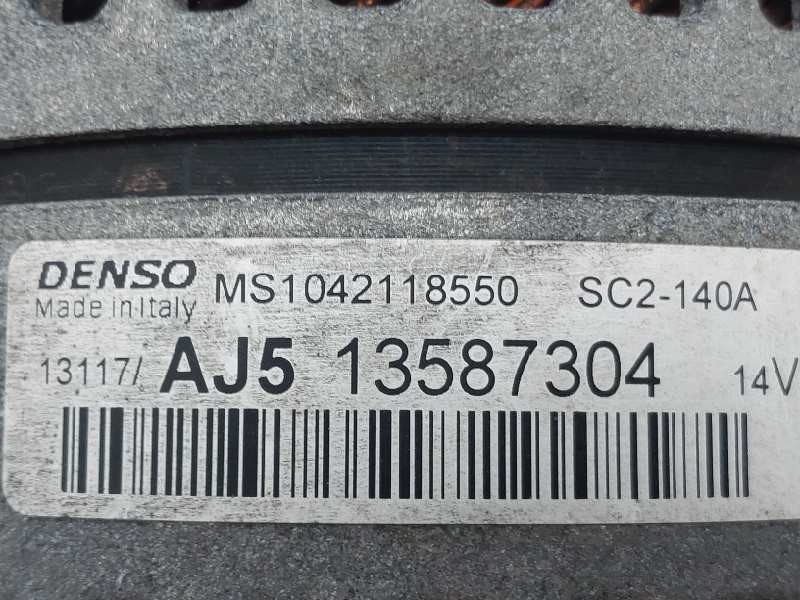 DENSO MS1042118550 SC2-140A
Made in Italy
13117/ AJ5 13587304 14V